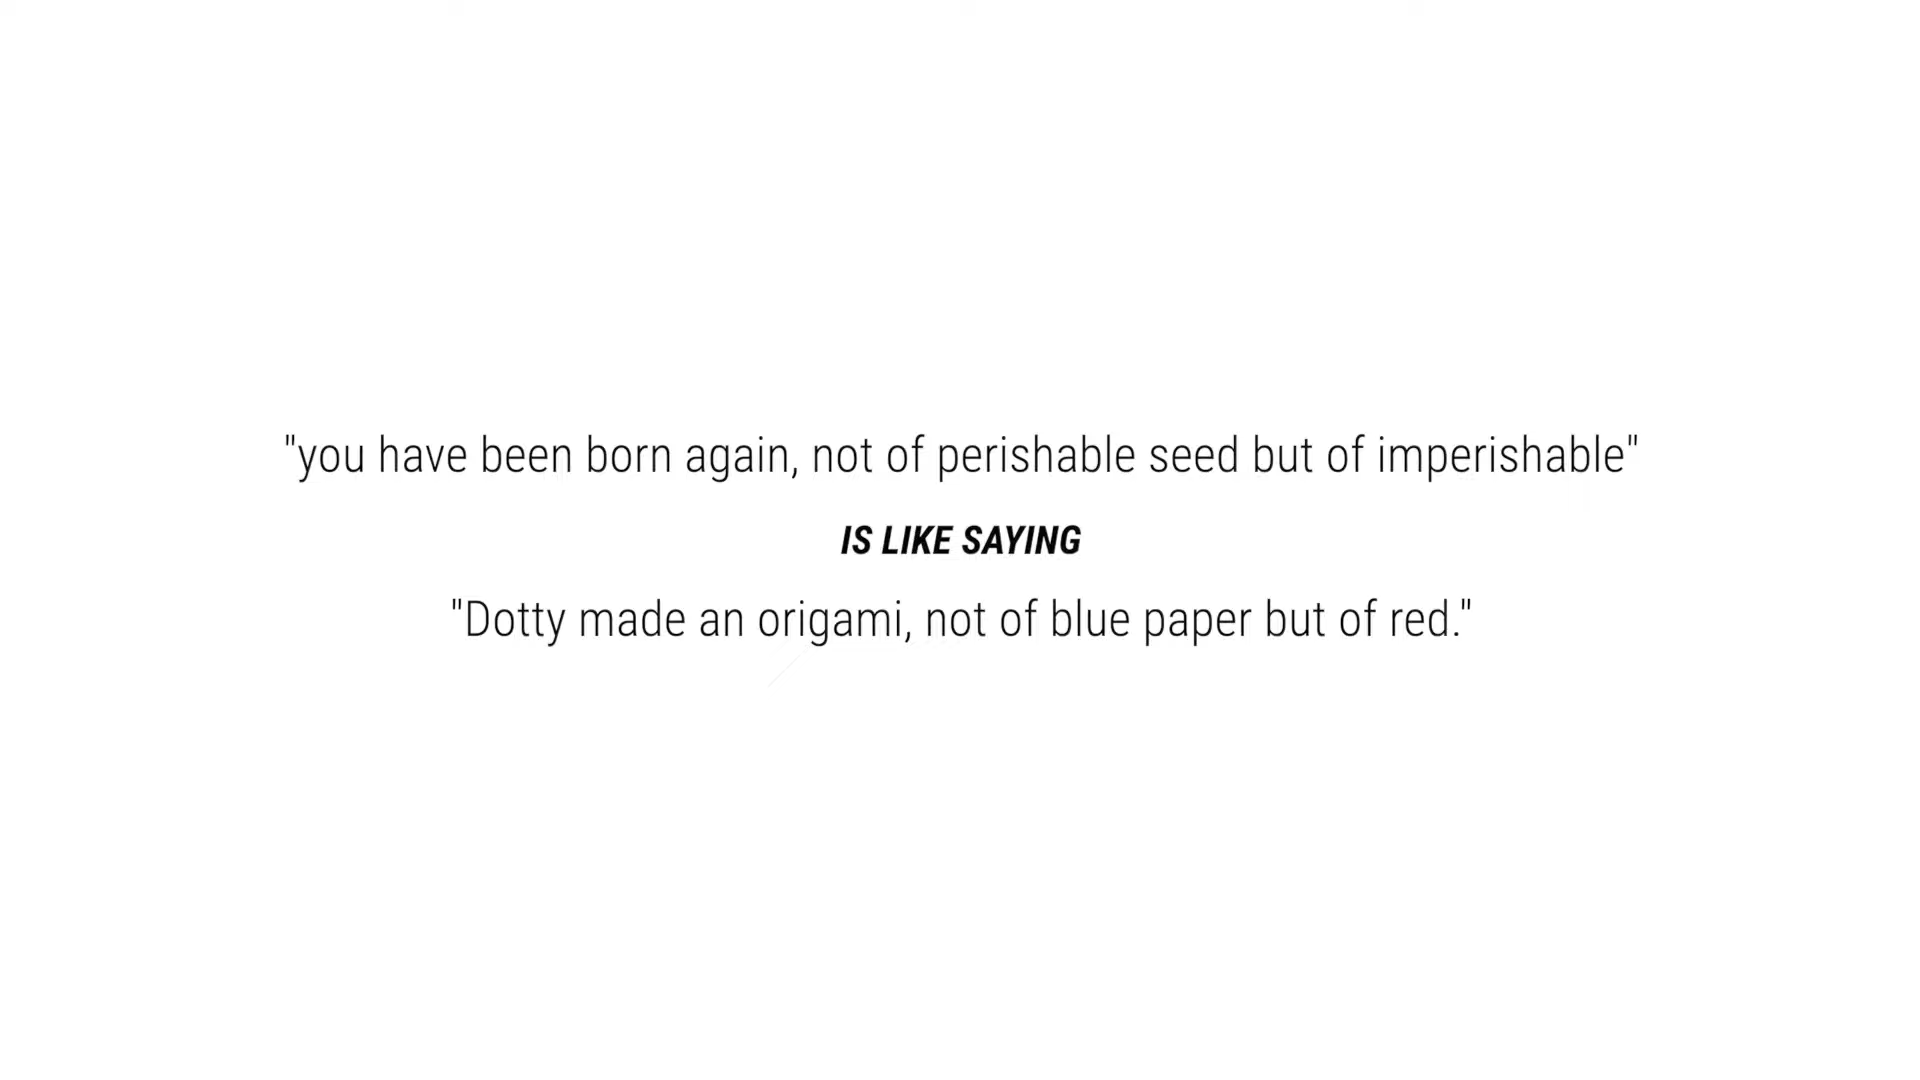 "you have been born again, not of perishable seed but of imperishable"
IS LIKE SAYING
"Dotty made an origami, not of blue paper but of red."